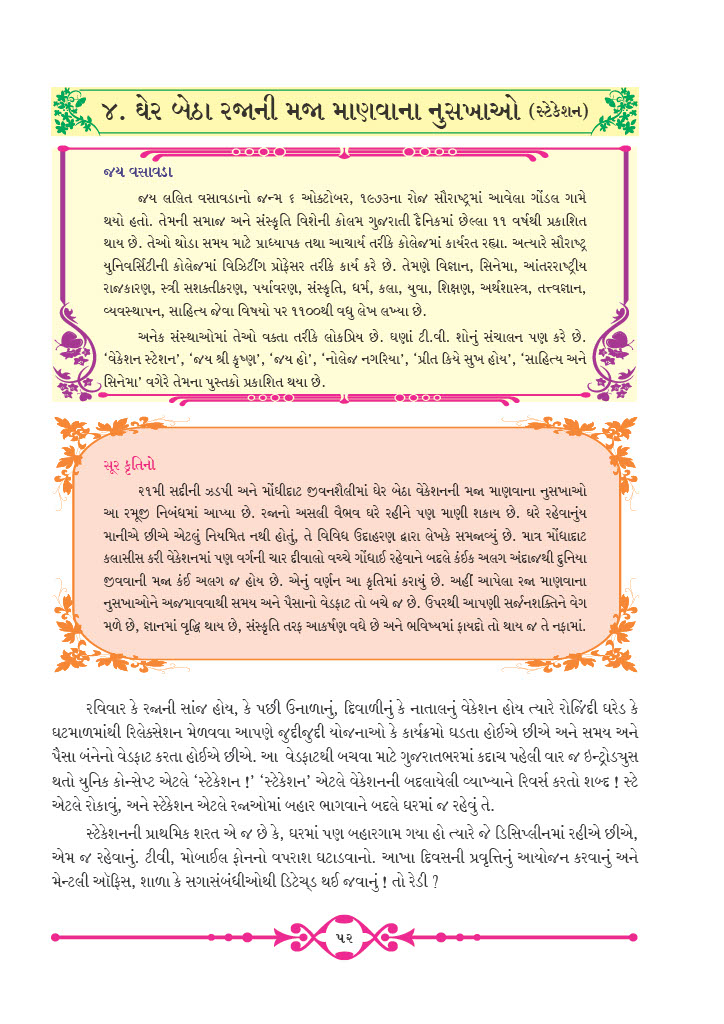 ૪. ઘેર બેઠા રજાની મજા માણવાના નુસખાઓ (સ્ટેકેશન)
જય વસાવડા
જય લલિત વસાવડાનો જન્મ ૬ ઓક્ટોબર, ૧૯૭૩ના રોજ સૌરાષ્ટ્રમાં આવેલા ગોંડલ ગામે
થયો હતો. તેમની સમાજ અને સંસ્કૃતિ વિશેની કોલમ ગુજરાતી દૈનિકમાં છેલ્લા ૧૧ વર્ષથી પ્રકાશિત
થાય છે. તેઓ થોડા સમય માટે પ્રાધ્યાપક તથા આચાર્ય તરીકે કોલેજમાં કાર્યરત રહ્યા. અત્યારે સૌરાષ્ટ્ર
યુનિવર્સિટીની કોલેજમાં વિઝિટીંગ પ્રોફેસર તરીકે કાર્ય કરે છે. તેમણે વિજ્ઞાન, સિનેમા, આંતરરાષ્ટ્રીય
રાજકારણ, સ્ત્રી સશક્તીકરણ, પર્યાવરણ, સંસ્કૃતિ, ધર્મ, કલા, યુવા, શિક્ષણ, અર્થશાસ્ત્ર, તત્ત્વજ્ઞાન,
વ્યવસ્થાપન, સાહિત્ય જેવા વિષયો પર ૧૧૦૦થી વધુ લેખ લખ્યા છે.
અનેક સંસ્થાઓમાં તેઓ વક્તા તરીકે લોકપ્રિય છે. ઘણાં ટી.વી. શોનું સંચાલન પણ કરે છે.
‘વેકેશન સ્ટેશન’, ‘જય શ્રી કૃષ્ણ’, ‘જય હો’, ‘નોલેજ નગરિયા’, ‘પ્રીત કિયે સુખ હોય’, ‘સાહિત્ય અને
સિનેમા’ વગેરે તેમના પુસ્તકો પ્રકાશિત થયા છે.
સૂર કૃતિનો
૨૧મી સદીની ઝડપી અને મોંઘીદાટ જીવનશૈલીમાં ઘેર બેઠા વેકેશનની મજા માણવાના નુસખાઓ
આ રમૂજી નિબંધમાં આપ્યા છે. રજાનો અસલી વૈભવ ઘરે રહીને પણ માણી શકાય છે. ઘરે રહેવાનુંય
માનીએ છીએ એટલું નિયમિત નથી હોતું, તે વિવિધ ઉદાહરણ દ્વારા લેખકે સમજાવ્યું છે. માત્ર મોંઘાદાટ
કલાસીસ કરી વેકેશનમાં પણ વર્ગની ચાર દીવાલો વચ્ચે ગોંધાઈ રહેવાને બદલે કંઈક અલગ અંદાજથી દુનિયા
જીવવાની મજા કંઈ અલગ જ હોય છે. એનું વર્ણન આ કૃતિમાં કરાયું છે. અહીં આપેલા રજા માણવાના
નુસખાઓને અજમાવવાથી સમય અને પૈસાનો વેડફાટ તો બચે જ છે. ઉપરથી આપણી સર્જનશક્તિને વેગ
મળે છે, જ્ઞાનમાં વૃદ્ધિ થાય છે, સંસ્કૃતિ તરફ આકર્ષણ વધે છે અને ભવિષ્યમાં ફાયદો તો થાય જ તે નફામાં.
રવિવાર કે રજાની સાંજ હોય, કે પછી ઉનાળાનું, દિવાળીનું કે નાતાલનું વેકેશન હોય ત્યારે રોજિંદી ઘરેડ કે
ઘટમાળમાંથી રિલેક્સેશન મેળવવા આપણે જુદીજુદી યોજનાઓ કે કાર્યક્રમો ઘડતા હોઈએ છીએ અને સમય અને
પૈસા બંનેનો વેડફાટ કરતા હોઈએ છીએ. આ વેડફાટથી બચવા માટે ગુજરાતભરમાં કદાચ પહેલી વાર જ ઇન્ટ્રોડ્યુસ
થતો યુનિક કોન્સેપ્ટ એટલે ‘સ્ટેકેશન !’ ‘સ્ટેકેશન’ એટલે વેકેશનની બદલાયેલી વ્યાખ્યાને રિવર્સ કરતો શબ્દ ! સ્ટે
એટલે રોકાવું, અને સ્ટેકેશન એટલે રજાઓમાં બહાર ભાગવાને બદલે ઘરમાં જ રહેવું તે.
સ્ટેકેશનની પ્રાથમિક શરત એ જ છે કે, ઘરમાં પણ બહારગામ ગયા હો ત્યારે જે ડિસિપ્લીનમાં રહીએ છીએ,
એમ જ રહેવાનું. ટીવી, મોબાઈલ ફોનનો વપરાશ ઘટાડવાનો. આખા દિવસની પ્રવૃત્તિનું આયોજન કરવાનું અને
મેન્ટલી ઑફિસ, શાળા કે સગાસંબંધીઓથી ડિટેચ્ડ થઈ જવાનું ! તો રેડી ?
૫૨